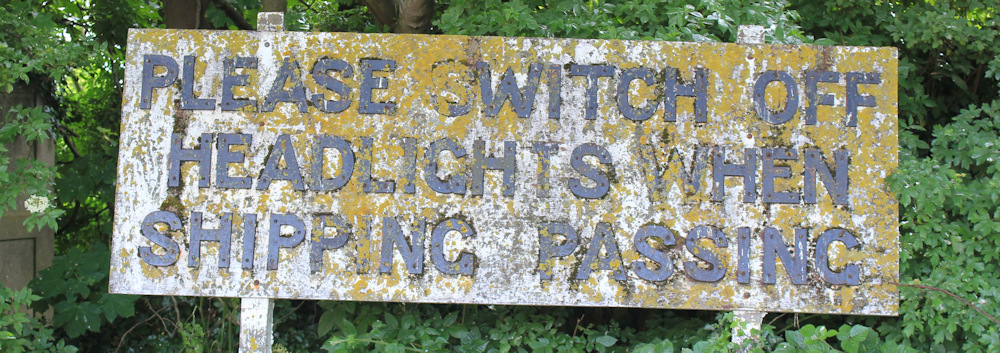 PLEASE SWITCH OFF
HEADLIGHTS WHEN
SHIPPING PASSING